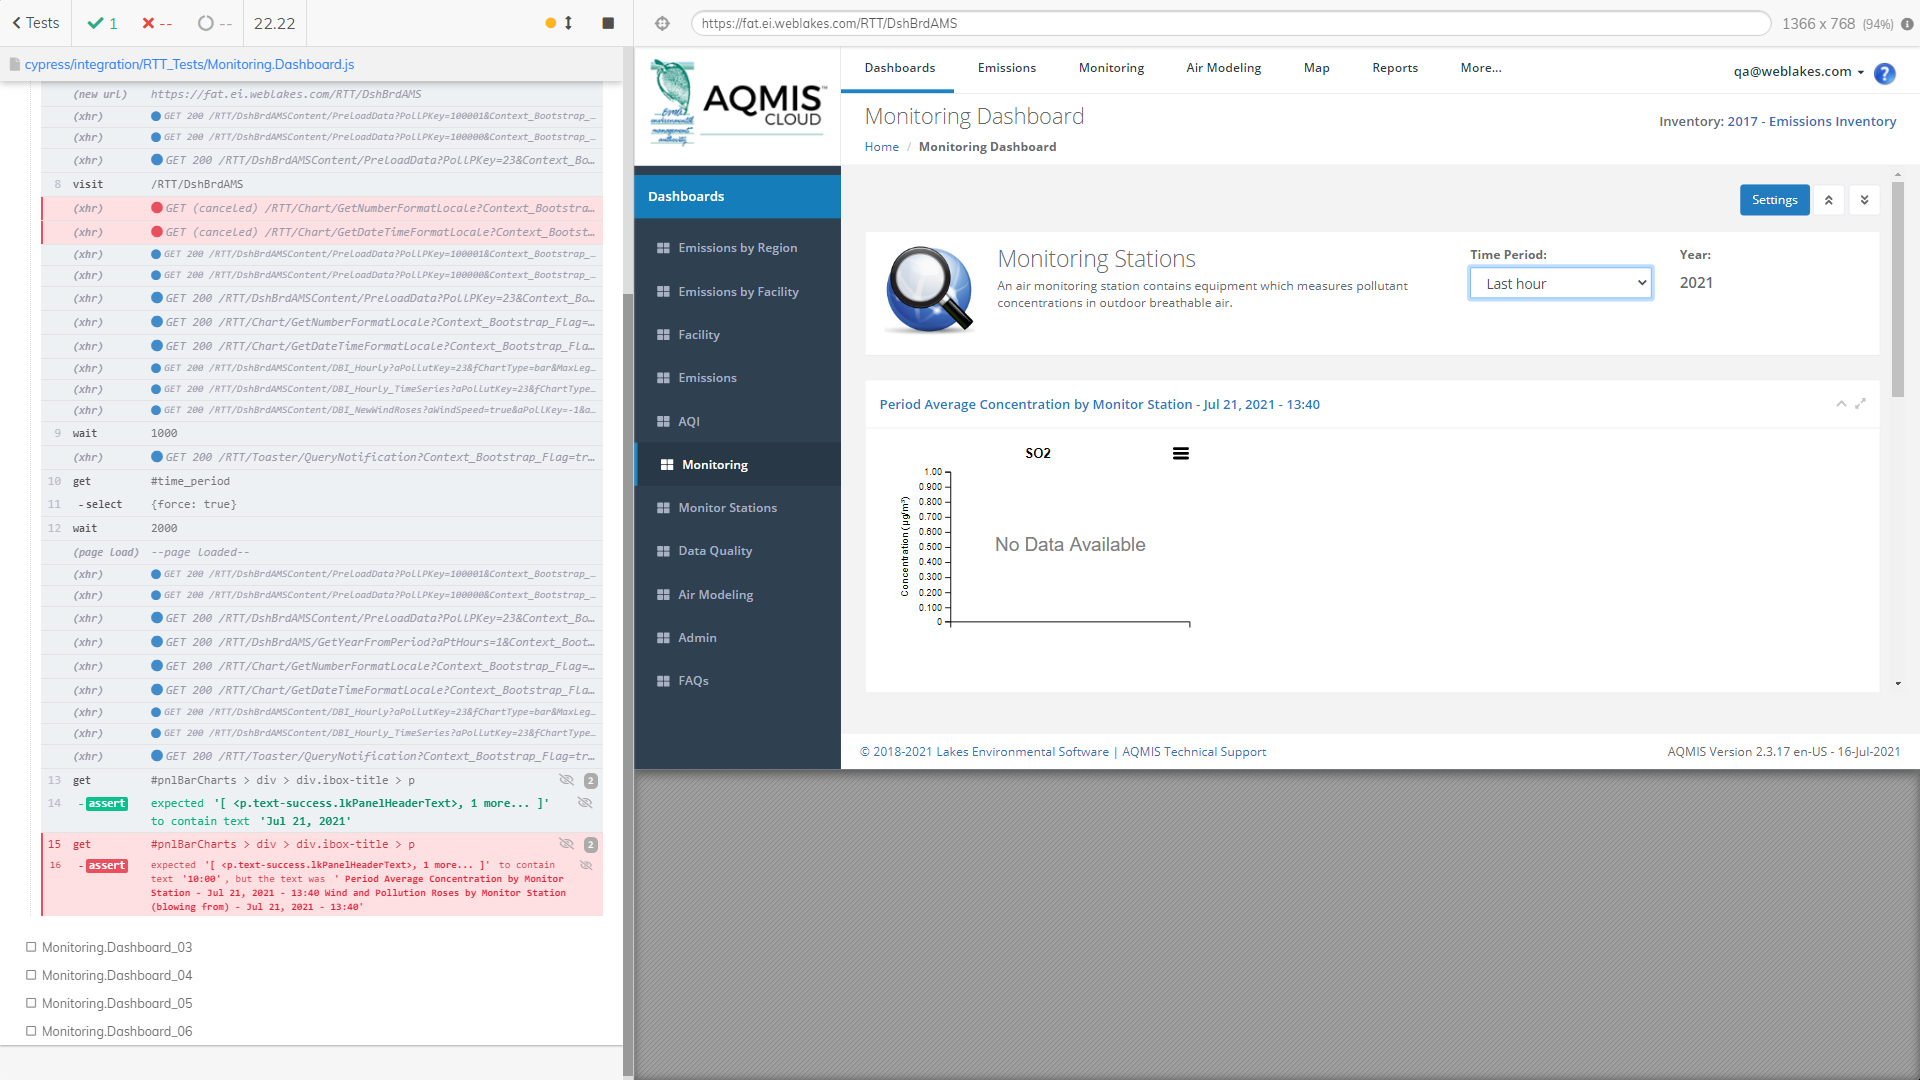 Tests
1
--
--
22.22
cypress/integration/RTT_Tests/Monitoring.Dashboard.js
(new url) https://fat.ei.weblakes.com/RTT/DshBrdAMS
(xhr) GET 200 /RTT/DshBrdAMSContent/PreLoadData?PollPKey=100001&Context_Bootstrap_…
(xhr) GET 200 /RTT/DshBrdAMSContent/PreLoadData?PollPKey=100000&Context_Bootstrap_…
(xhr) GET 200 /RTT/DshBrdAMSContent/PreLoadData?PollPKey=23&Context_Bo…
8 visit /RTT/DshBrdAMS
(xhr) GET (canceled) /RTT/Chart/GetNumberFormatLocale?Context_Bootstra…
(xhr) GET (canceled) /RTT/Chart/GetDateTimeFormatLocale?Context_Bootst…
(xhr) GET 200 /RTT/DshBrdAMSContent/PreLoadData?PollPKey=100001&Context_Bootstrap_…
(xhr) GET 200 /RTT/DshBrdAMSContent/PreLoadData?PollPKey=100000&Context_Bootstrap_…
(xhr) GET 200 /RTT/DshBrdAMSContent/PreLoadData?PollPKey=23&Context_Bo…
(xhr) GET 200 /RTT/Chart/GetNumberFormatLocale?Context_Bootstrap_Flag=…
(xhr) GET 200 /RTT/Chart/GetDateTimeFormatLocale?Context_Bootstrap_Fla…
(xhr) GET 200 /RTT/DshBrdAMSContent/DBI_Hourly?aPollutKey=23&fChartType=bar&MaxLeg…
(xhr) GET 200 /RTT/DshBrdAMSContent/DBI_Hourly_TimeSeries?aPollutKey=23&fChartType…
(xhr) GET 200 /RTT/DshBrdAMSContent/DBI_NewWindRoses?aWindSpeed=true&aPollKey=-1&a…
9 wait 1000
(xhr) GET 200 /RTT/Toaster/QueryNotification?Context_Bootstrap_Flag=tr…
10 get #time_period
11 -select {force: true}
12 wait 2000
(page load) --page loaded--
(xhr) GET 200 /RTT/DshBrdAMSContent/PreLoadData?PollPKey=100001&Context_Bootstrap_…
(xhr) GET 200 /RTT/DshBrdAMSContent/PreLoadData?PollPKey=100000&Context_Bootstrap_…
(xhr) GET 200 /RTT/DshBrdAMSContent/PreLoadData?PollPKey=23&Context_Bo…
(xhr) GET 200 /RTT/DshBrdAMS/GetYearFromPeriod?aPtHours=1&Context_Boot…
(xhr) GET 200 /RTT/Chart/GetNumberFormatLocale?Context_Bootstrap_Flag=…
(xhr) GET 200 /RTT/Chart/GetDateTimeFormatLocale?Context_Bootstrap_Fla…
(xhr) GET 200 /RTT/DshBrdAMSContent/DBI_Hourly?aPollutKey=23&fChartType=bar&MaxLeg…
(xhr) GET 200 /RTT/DshBrdAMSContent/DBI_Hourly_TimeSeries?aPollutKey=23&fChartType…
(xhr) GET 200 /RTT/Toaster/QueryNotification?Context_Bootstrap_Flag=tr…
13 get #pnlBarCharts > div > div.ibox-title > p 2
14 -assert expected '[ <p.text-success.lkPanelHeaderText>, 1 more... ]'
to contain text 'Jul 21, 2021'
15 get #pnlBarCharts > div > div.ibox-title > p 2
16 -assert expected '[ <p.text-success.lkPanelHeaderText>, 1 more... ]' to contain
text '10:00', but the text was ' Period Average Concentration by Monitor
Station - Jul 21, 2021 - 13:40 Wind and Pollution Roses by Monitor Station
(blowing from) - Jul 21, 2021 - 13:40'
Monitoring.Dashboard_03
Monitoring.Dashboard_04
Monitoring.Dashboard_05
Monitoring.Dashboard_06
https://fat.ei.weblakes.com/RTT/DshBrdAMS
1366 x 768 (94%)
environmental
management
authority
AQMIS
CLOUD
TM
Dashboards Emissions Monitoring Air Modeling Map Reports More...
qa@weblakes.com
?
Monitoring Dashboard
Home / Monitoring Dashboard
Inventory: 2017 - Emissions Inventory
Dashboards
Emissions by Region
Emissions by Facility
Facility
Emissions
AQI
Monitoring
Monitor Stations
Data Quality
Air Modeling
Admin
FAQs
Settings
Monitoring Stations
An air monitoring station contains equipment which measures pollutant
concentrations in outdoor breathable air.
Time Period:
Last hour
Year:
2021
Period Average Concentration by Monitor Station - Jul 21, 2021 - 13:40
SO2
Concentration (µg/m³)
1.00
0.900
0.800
0.700
0.600
0.500
0.400
0.300
0.200
0.100
0
No Data Available
© 2018-2021 Lakes Environmental Software | AQMIS Technical Support
AQMIS Version 2.3.17 en-US - 16-Jul-2021